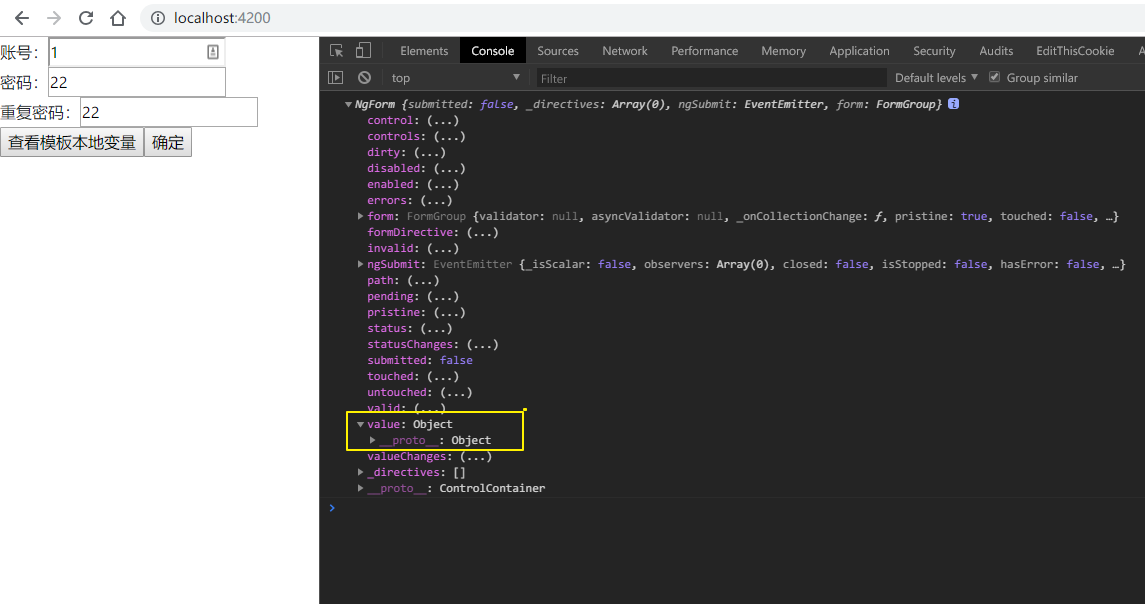 localhost:4200
账号： 1
密码： 22
重复密码： 22
查看模板本地变量 确定
Elements Console Sources Network Performance Memory Application Security Audits EditThisCookie A
top Filter Default levels Group similar
NgForm {submitted: false, _directives: Array(0), ngSubmit: EventEmitter, form: FormGroup}
control: (...)
controls: (...)
dirty: (...)
disabled: (...)
enabled: (...)
errors: (...)
form: FormGroup {validator: null, asyncValidator: null, _onCollectionChange: ƒ, pristine: true, touched: false, …}
formDirective: (...)
invalid: (...)
ngSubmit: EventEmitter {_isScalar: false, observers: Array(0), closed: false, isStopped: false, hasError: false, …}
path: (...)
pending: (...)
pristine: (...)
status: (...)
statusChanges: (...)
submitted: false
touched: (...)
untouched: (...)
valid: (...)
value: Object
__proto__: Object
valueChanges: (...)
_directives: []
__proto__: ControlContainer